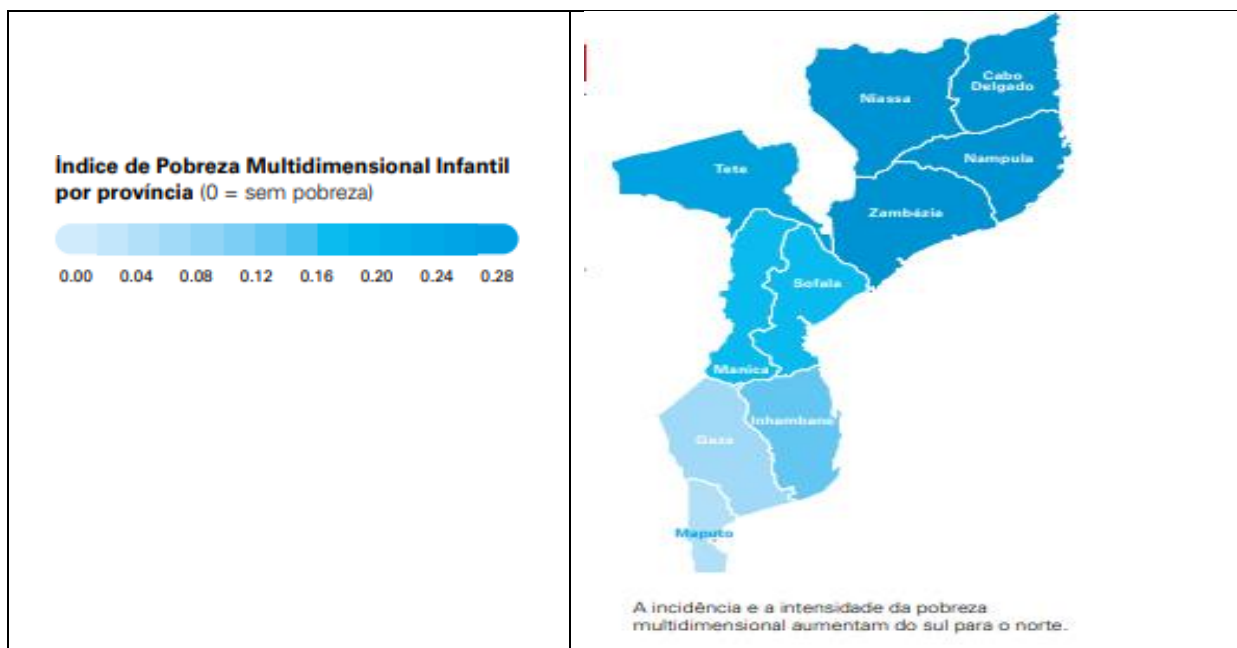 Índice de Pobreza Multidimensional Infantil
por província (0 = sem pobreza)
0.00 0.04 0.08 0.12 0.16 0.20 0.24 0.28
Cabo
Delgado
Niassa
Nampula
Tete
Zambézia
Sofala
Manica
Inhambane
Gaza
Maputo
A incidência e a intensidade da pobreza
multidimensional aumentam do sul para o norte.